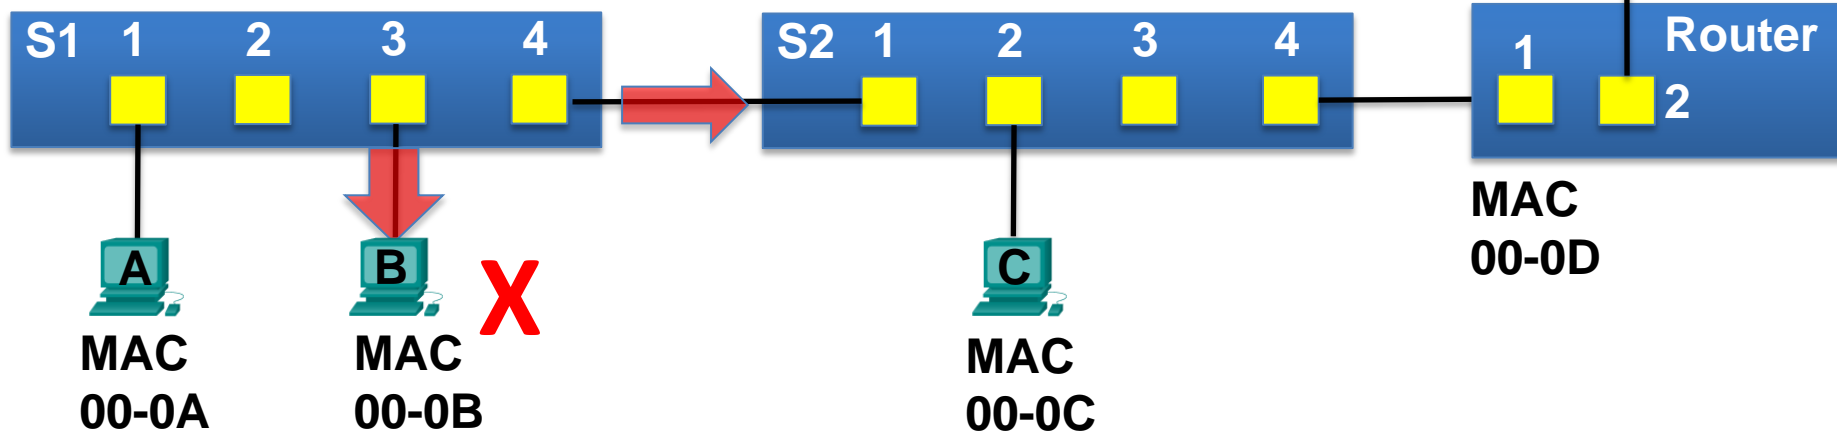 S1 1 2 3 4
S2 1 2 3 4
1 Router
2
A
B
X
C
MAC
00-0A
MAC
00-0B
MAC
00-0C
MAC
00-0D